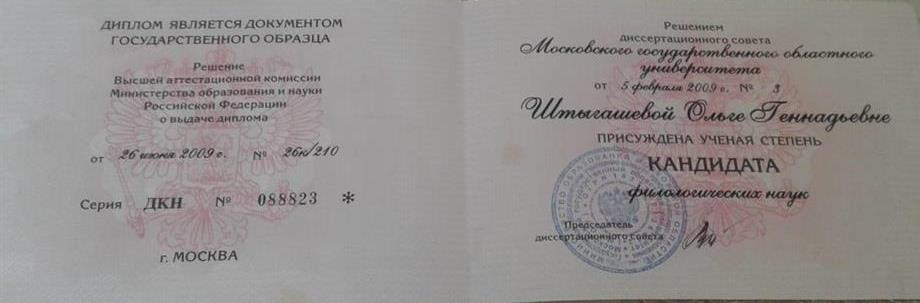 ДИПЛОМ ЯВЛЯЕТСЯ ДОКУМЕНТОМ
ГОСУДАРСТВЕННОГО ОБРАЗЦА
Решение
Высшей аттестационной комиссии
Министерства образования и науки
Российской Федерации
о выдаче диплома
от 26 июня 2009 г. № 26к/210
Серия ДКН № 088823 *
г. МОСКВА
Решением
диссертационного совета
Московского государственного областного
университета
от 5 февраля 2009 г. № 3
Штыгашевой Ольге Геннадьевне
ПРИСУЖДЕНА УЧЕНАЯ СТЕПЕНЬ
КАНДИДАТА
филологических наук
Председатель
диссертационного совета